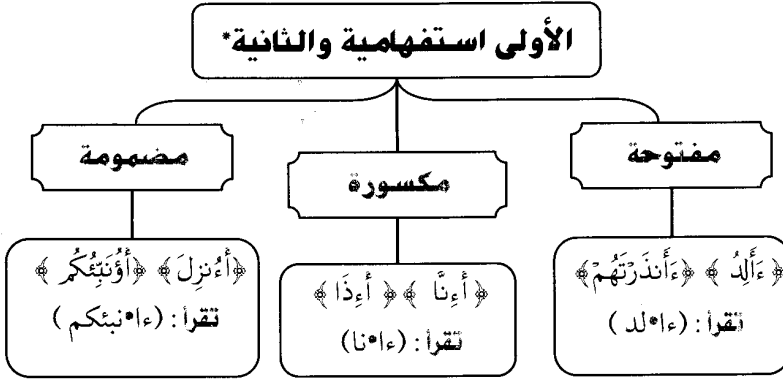 الأولى استفهامية والثانية*
مفتوحة
﴿ءَأَلِدُ﴾ ﴿ءَأَنذَرْتَهُمْ﴾
تقرأ: (ءا•لد)
مكسورة
﴿أَءِنَّا﴾ ﴿أَءِذَا﴾
تقرأ: (ءا•نا)
مضمومة
﴿أَءُنزِلَ﴾ ﴿أَؤُنَبِّئُكُم﴾
تقرأ: (ءا•نبئكم)